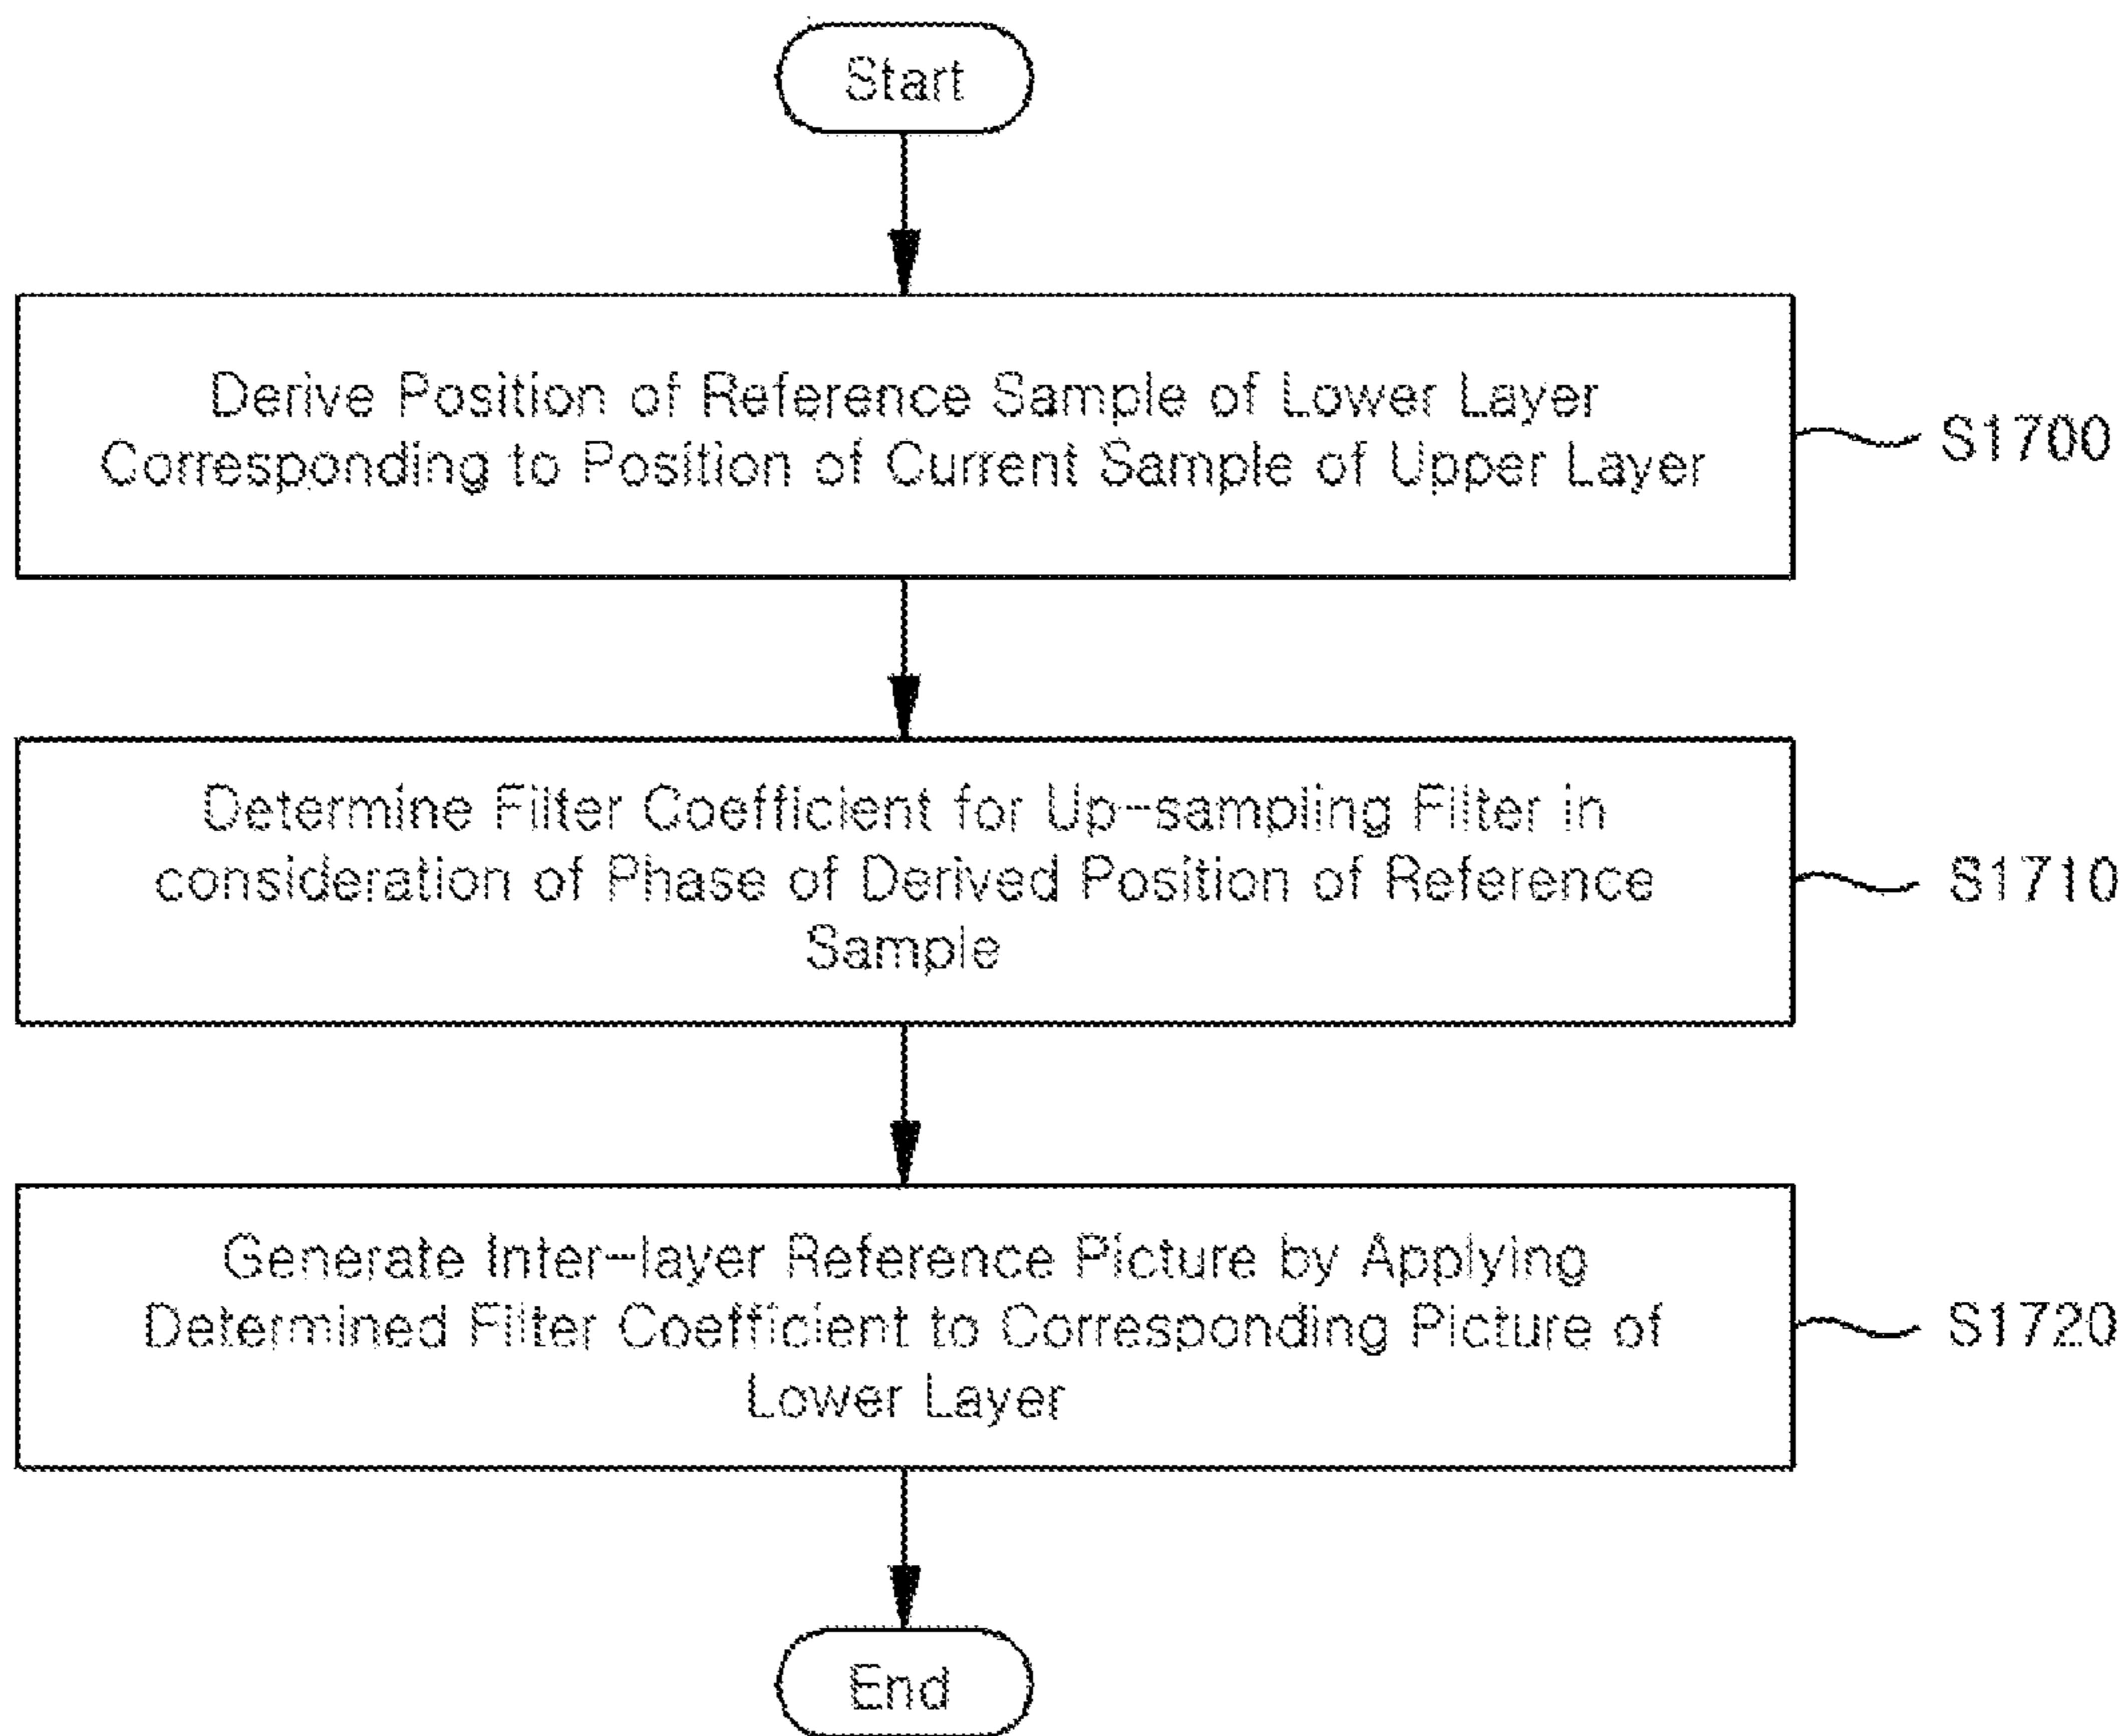 Start
Derive Position of Reference Sample of Lower Layer
Corresponding to Position of Current Sample of Upper Layer
S1700
Determine Filter Coefficient for Up-sampling Filter in
consideration of Phase of Derived Position of Reference
Sample
S1710
Generate Inter-layer Reference Picture by Applying
Determined Filter Coefficient to Corresponding Picture of
Lower Layer
S1720
End